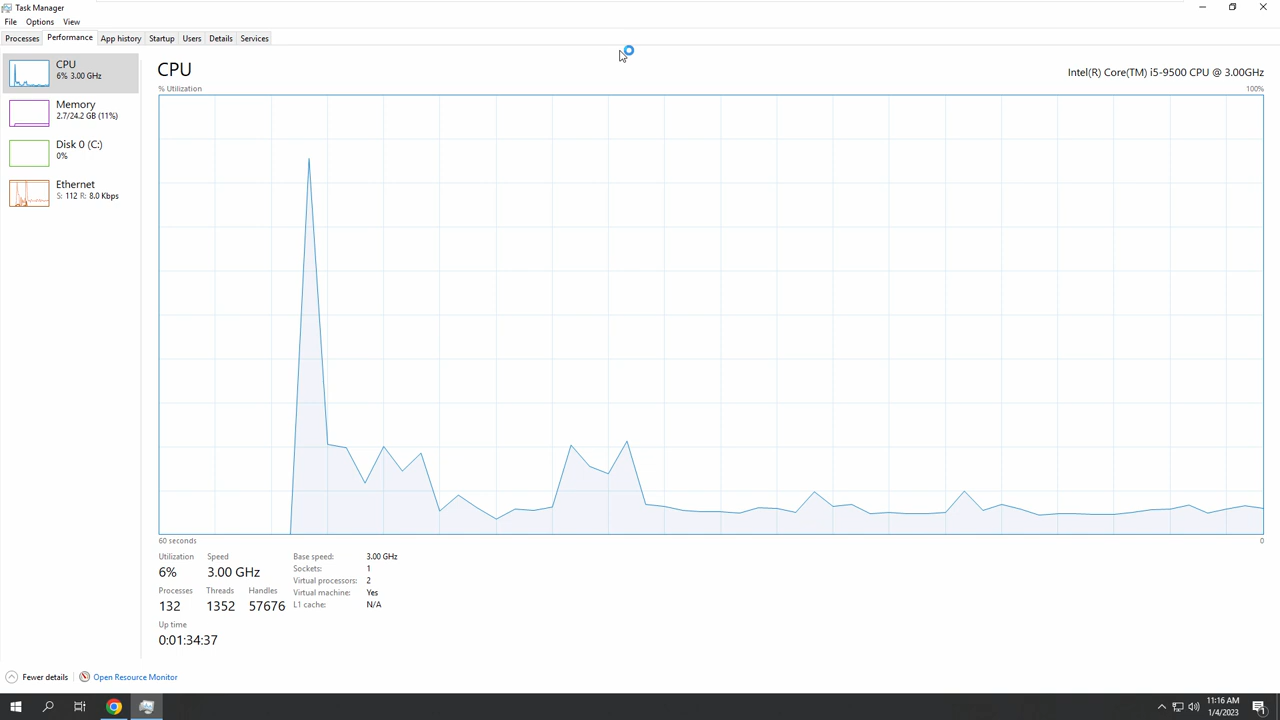 Task Manager
File Options View
Processes Performance App history Startup Users Details Services
CPU
6% 3.00 GHz
Memory
2.7/24.2 GB (11%)
Disk 0 (C:)
0%
Ethernet
S: 112 R: 8.0 Kbps
CPU Intel(R) Core(TM) i5-9500 CPU @ 3.00GHz
% Utilization 100%
60 seconds 0
Utilization Speed
6% 3.00 GHz
Processes Threads Handles
132 1352 57676
Up time
0:01:34:37
Base speed: 3.00 GHz
Sockets: 1
Virtual processors: 2
Virtual machine: Yes
L1 cache: N/A
Fewer details Open Resource Monitor
11:16 AM
1/4/2023
1